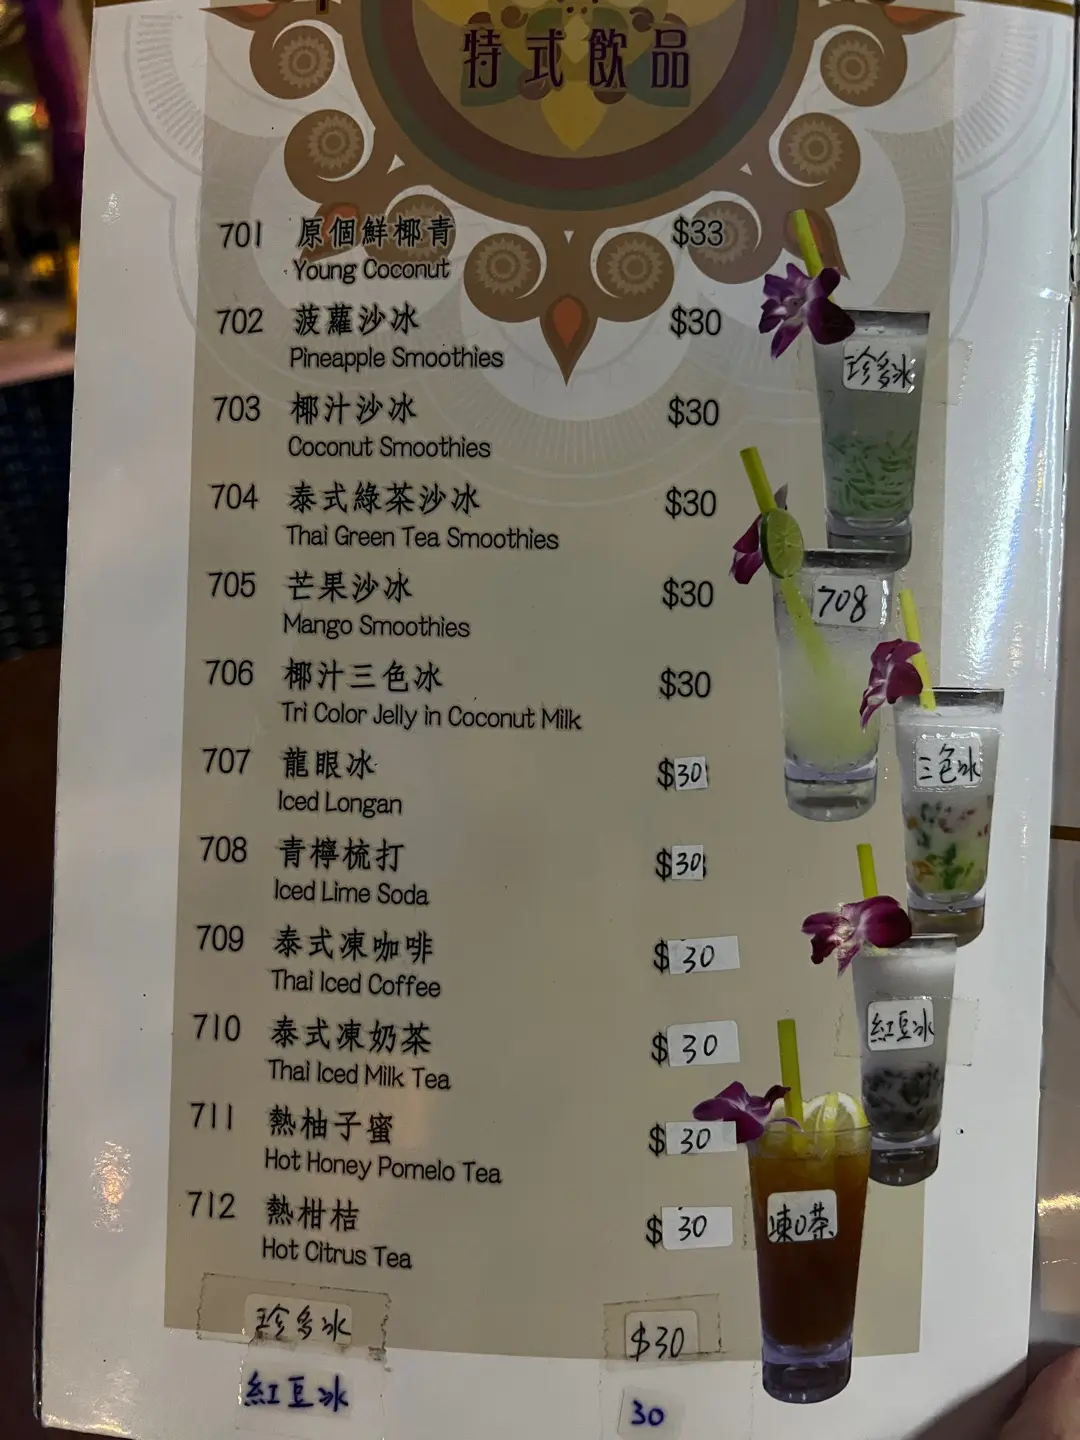 特式飲品
701 原個鮮椰青 $33
Young Coconut
702 菠蘿沙冰 $30
Pineapple Smoothies
703 椰汁沙冰 $30
Coconut Smoothies
704 泰式綠茶沙冰 $30
Thai Green Tea Smoothies
705 芒果沙冰 $30
Mango Smoothies
706 椰汁三色冰 $30
Tri Color Jelly in Coconut Milk
707 龍眼冰 $30
Iced Longan
708 青檸梳打 $30
Iced Lime Soda
709 泰式凍咖啡 $30
Thai Iced Coffee
710 泰式凍奶茶 $30
Thai Iced Milk Tea
711 熱柚子蜜 $30
Hot Honey Pomelo Tea
712 熱柑桔 $30
Hot Citrus Tea
珍多冰 $30
紅豆冰 30
珍多冰
708
三色冰
紅豆冰
凍0茶